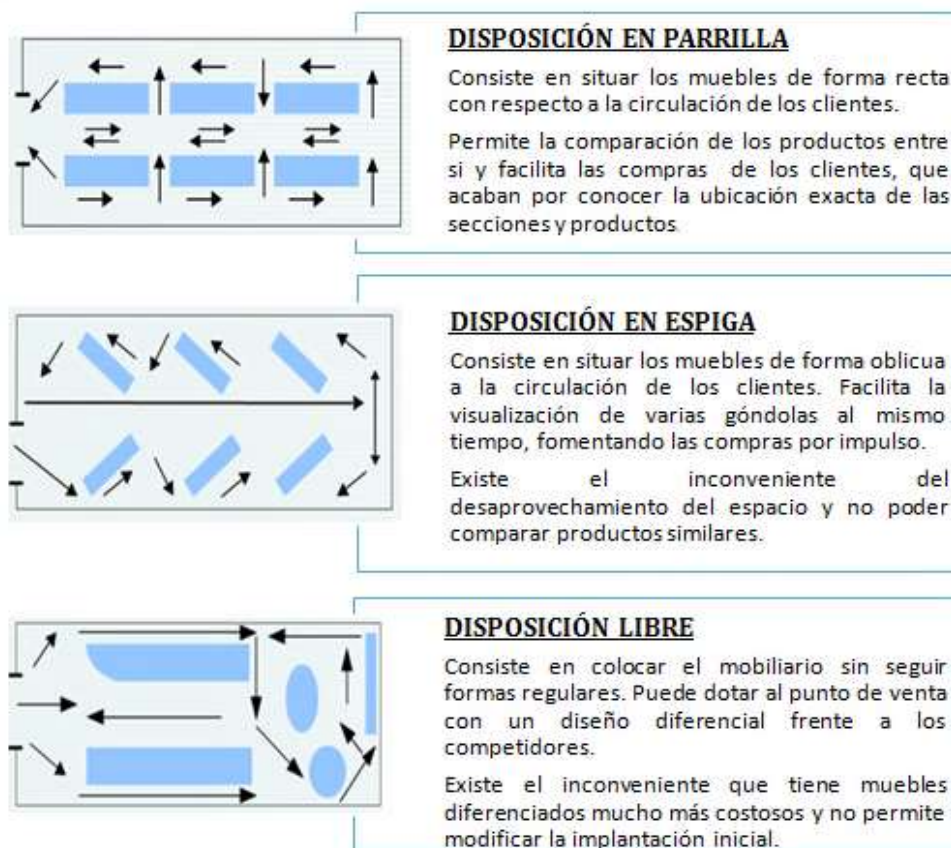 DISPOSICIÓN EN PARRILLA
Consiste en situar los muebles de forma recta
con respecto a la circulación de los clientes.
Permite la comparación de los productos entre
si y facilita las compras de los clientes, que
acaban por conocer la ubicación exacta de las
secciones y productos
DISPOSICIÓN EN ESPIGA
Consiste en situar los muebles de forma oblicua
a la circulación de los clientes. Facilita la
visualización de varias góndolas al mismo
tiempo, fomentando las compras por impulso.
Existe el inconveniente del
desaprovechamiento del espacio y no poder
comparar productos similares.
DISPOSICIÓN LIBRE
Consiste en colocar el mobiliario sin seguir
formas regulares. Puede dotar al punto de venta
con un diseño diferencial frente a los
competidores.
Existe el inconveniente que tiene muebles
diferenciados mucho más costosos y no permite
modificar la implantación inicial.